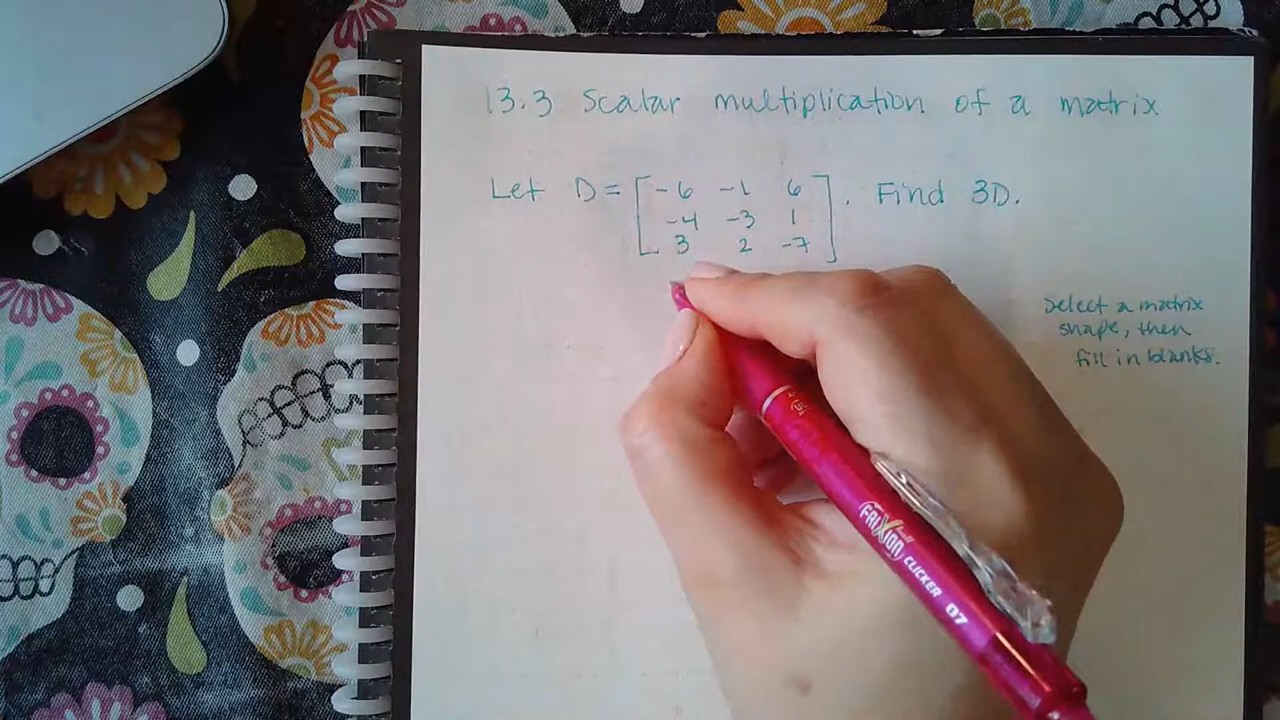 13.3 Scalar multiplication of a matrix
Let D = [ -6 -1 6 ]. Find 3D.
-4 -3 1
3 2 -7
Select a matrix
shape, then
fill in blanks.
FRIXION ball CLICKER 07